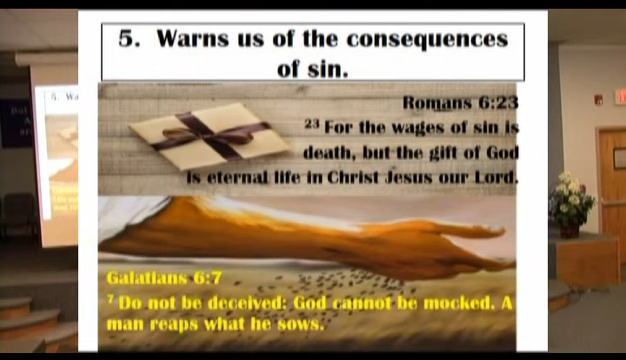 5. Warns us of the consequences
of sin.
Romans 6:23
23 For the wages of sin is
death, but the gift of God
is eternal life in Christ Jesus our Lord.
Galatians 6:7
7 Do not be deceived: God cannot be mocked. A
man reaps what he sows.
5. Wa